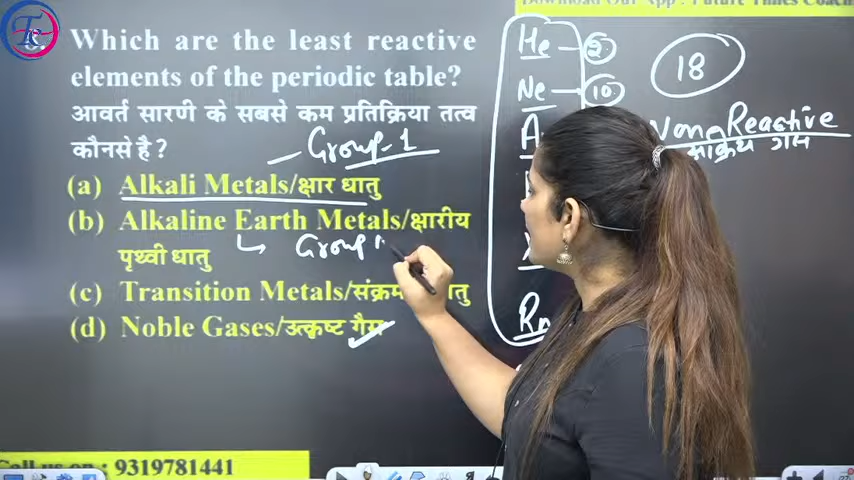 Download Our App : Future Times Coach
Which are the least reactive
elements of the periodic table?
आवर्त सारणी के सबसे कम प्रतिक्रिया तत्व
कौनसे है ?
Group-1
(a) Alkali Metals/क्षार धातु
(b) Alkaline Earth Metals/क्षारीय
पृथ्वी धातु
Group
(c) Transition Metals/
(d) Noble Gases/उत्कृष्ट गैस
He 2
Ne 10
Rn
18
Reactive
Call us on : 9319781441